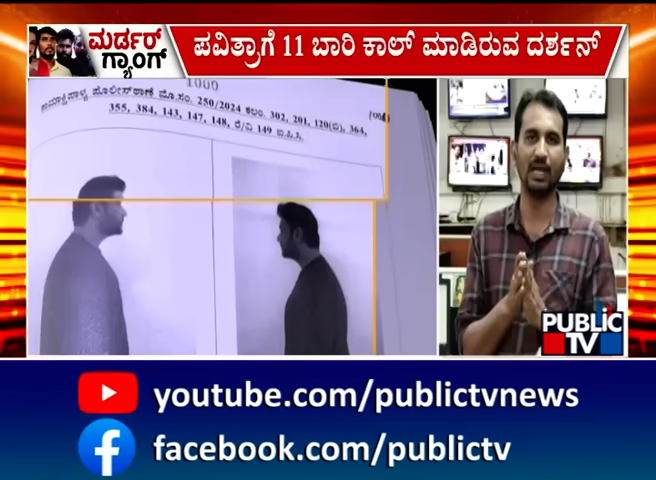 ಮರ್ಡರ್
ಗ್ಯಾಂಗ್
ಪವಿತ್ರಾಗೆ 11 ಬಾರಿ ಕಾಲ್ ಮಾಡಿರುವ ದರ್ಶನ್
1000
ಕಾಮಾಕ್ಷಿಪಾಳ್ಯ ಪೊಲೀಸ್‌ಠಾಣೆ ಮೊ.ಸಂ. 250/2024 ಕಲಂ. 302, 201, 120(ಬಿ), 364,
355, 384, 143, 147, 148, ರೆ/ವಿ 149 ಐ.ಪಿ.ಸಿ.
PUBLiC
TV
youtube.com/publictvnews
facebook.com/publictv